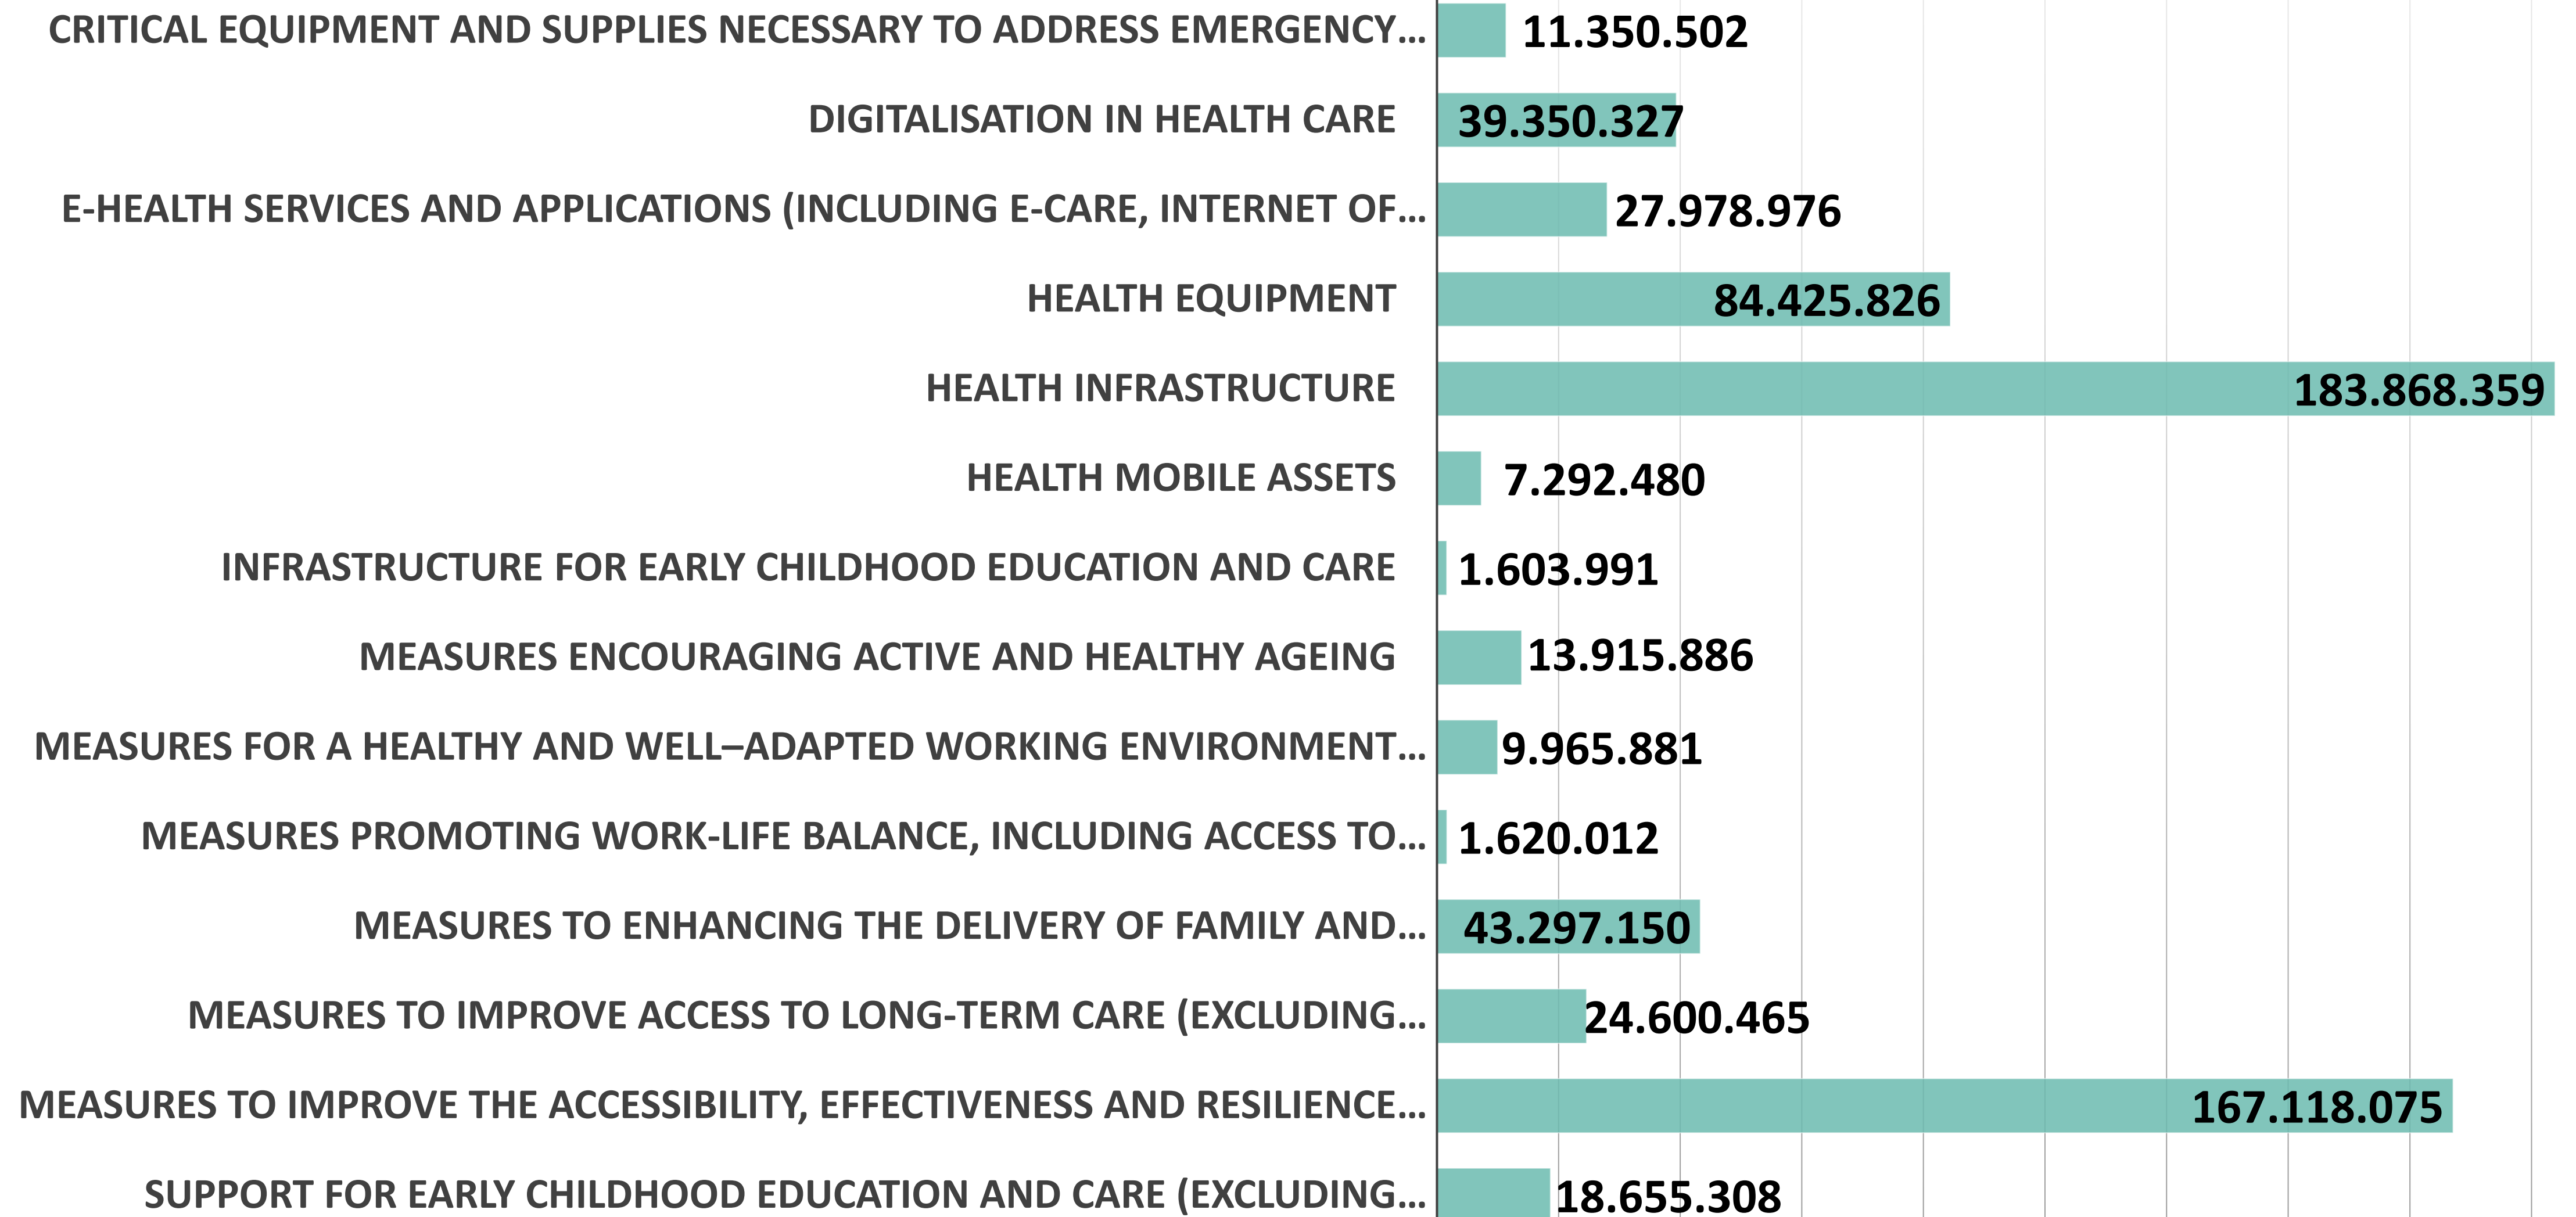 CRITICAL EQUIPMENT AND SUPPLIES NECESSARY TO ADDRESS EMERGENCY... 11.350.502
DIGITALISATION IN HEALTH CARE 39.350.327
E-HEALTH SERVICES AND APPLICATIONS (INCLUDING E-CARE, INTERNET OF... 27.978.976
HEALTH EQUIPMENT 84.425.826
HEALTH INFRASTRUCTURE 183.868.359
HEALTH MOBILE ASSETS 7.292.480
INFRASTRUCTURE FOR EARLY CHILDHOOD EDUCATION AND CARE 1.603.991
MEASURES ENCOURAGING ACTIVE AND HEALTHY AGEING 13.915.886
MEASURES FOR A HEALTHY AND WELL–ADAPTED WORKING ENVIRONMENT... 9.965.881
MEASURES PROMOTING WORK-LIFE BALANCE, INCLUDING ACCESS TO... 1.620.012
MEASURES TO ENHANCING THE DELIVERY OF FAMILY AND... 43.297.150
MEASURES TO IMPROVE ACCESS TO LONG-TERM CARE (EXCLUDING... 24.600.465
MEASURES TO IMPROVE THE ACCESSIBILITY, EFFECTIVENESS AND RESILIENCE... 167.118.075
SUPPORT FOR EARLY CHILDHOOD EDUCATION AND CARE (EXCLUDING... 18.655.308